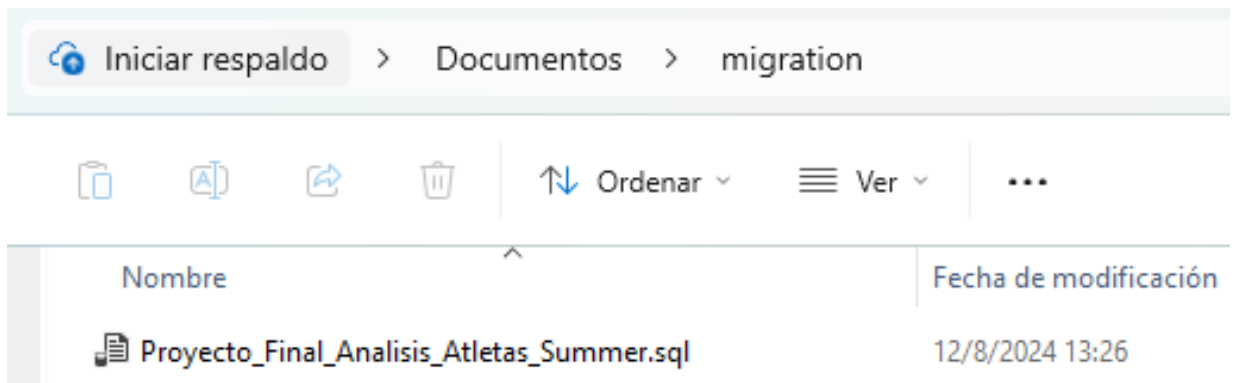 Iniciar respaldo > Documentos > migration
Ordenar Ver ...
Nombre Fecha de modificación
Proyecto_Final_Analisis_Atletas_Summer.sql 12/8/2024 13:26